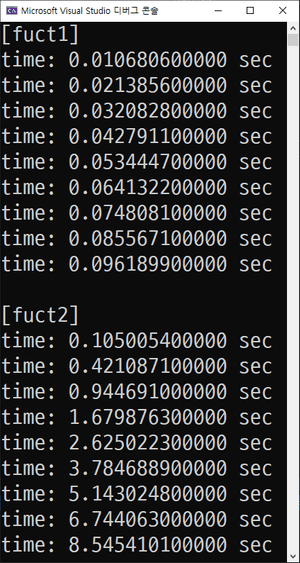 Microsoft Visual Studio 디버그 콘솔
[fuct1]
time: 0.010680600000 sec
time: 0.021385600000 sec
time: 0.032082800000 sec
time: 0.042791100000 sec
time: 0.053444700000 sec
time: 0.064132200000 sec
time: 0.074808100000 sec
time: 0.085567100000 sec
time: 0.096189900000 sec
[fuct2]
time: 0.105005400000 sec
time: 0.421087100000 sec
time: 0.944691000000 sec
time: 1.679876300000 sec
time: 2.625022300000 sec
time: 3.784688900000 sec
time: 5.143024800000 sec
time: 6.744063000000 sec
time: 8.545410100000 sec